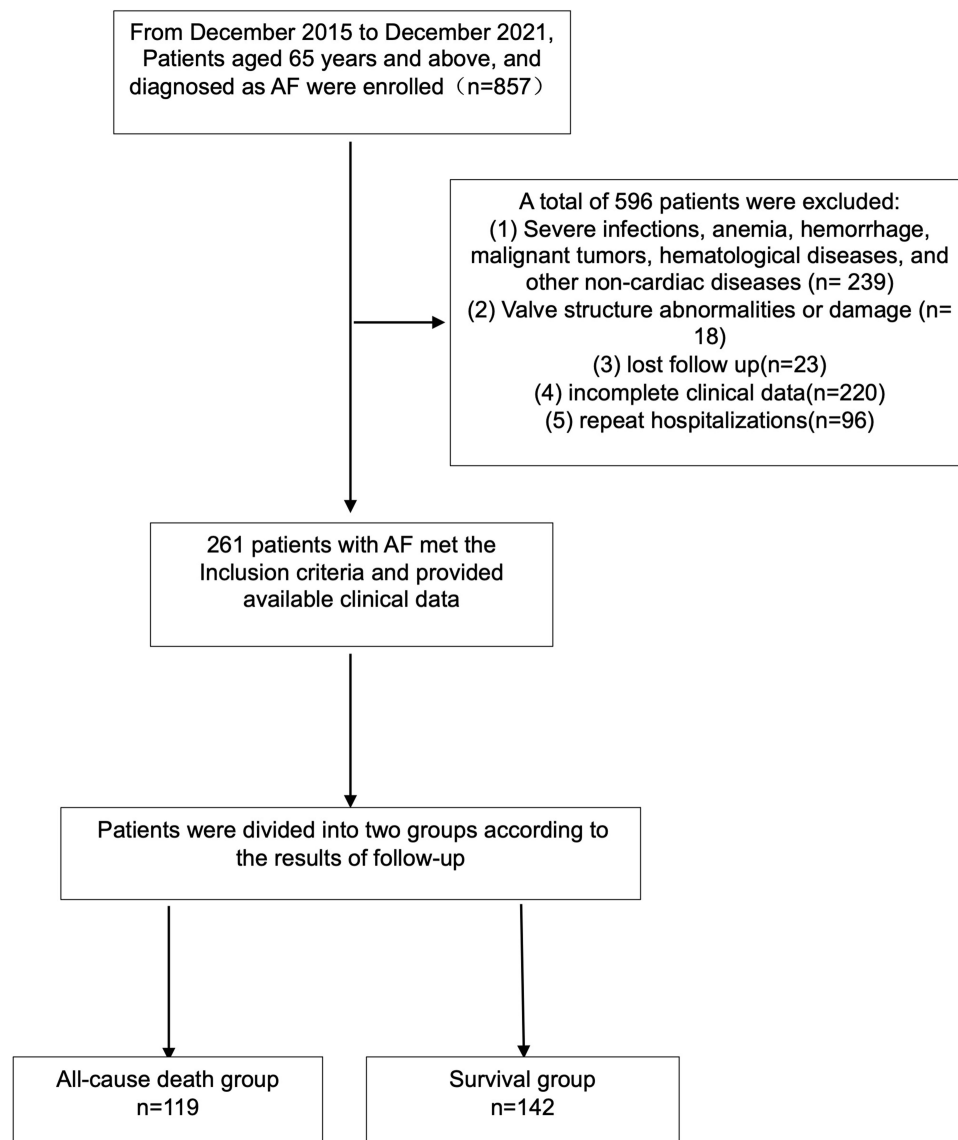 From December 2015 to December 2021,
Patients aged 65 years and above, and
diagnosed as AF were enrolled（n=857）
A total of 596 patients were excluded:
(1) Severe infections, anemia, hemorrhage,
malignant tumors, hematological diseases, and
other non-cardiac diseases (n= 239)
(2) Valve structure abnormalities or damage (n=
18)
(3) lost follow up(n=23)
(4) incomplete clinical data(n=220)
(5) repeat hospitalizations(n=96)
261 patients with AF met the
Inclusion criteria and provided
available clinical data
Patients were divided into two groups according to
the results of follow-up
All-cause death group
n=119
Survival group
n=142